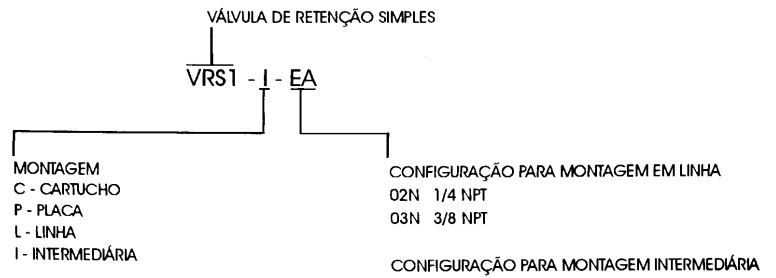 VÁLVULA DE RETENÇÃO SIMPLES
VRS1 - I - EA
MONTAGEM
C - CARTUCHO
P - PLACA
L - LINHA
I - INTERMEDIÁRIA
CONFIGURAÇÃO PARA MONTAGEM EM LINHA
02N 1/4 NPT
03N 3/8 NPT
CONFIGURAÇÃO PARA MONTAGEM INTERMEDIÁRIA